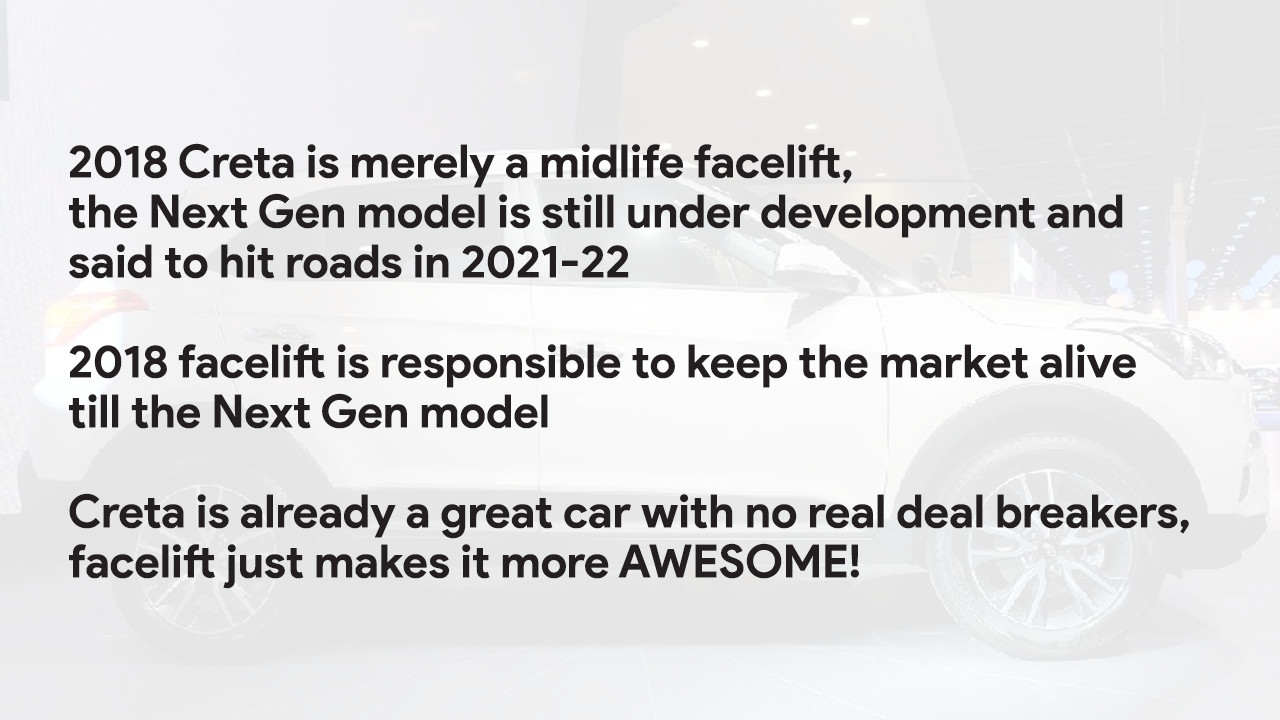 2018 Creta is merely a midlife facelift,
the Next Gen model is still under development and
said to hit roads in 2021-22
2018 facelift is responsible to keep the market alive
till the Next Gen model
Creta is already a great car with no real deal breakers,
facelift just makes it more AWESOME!